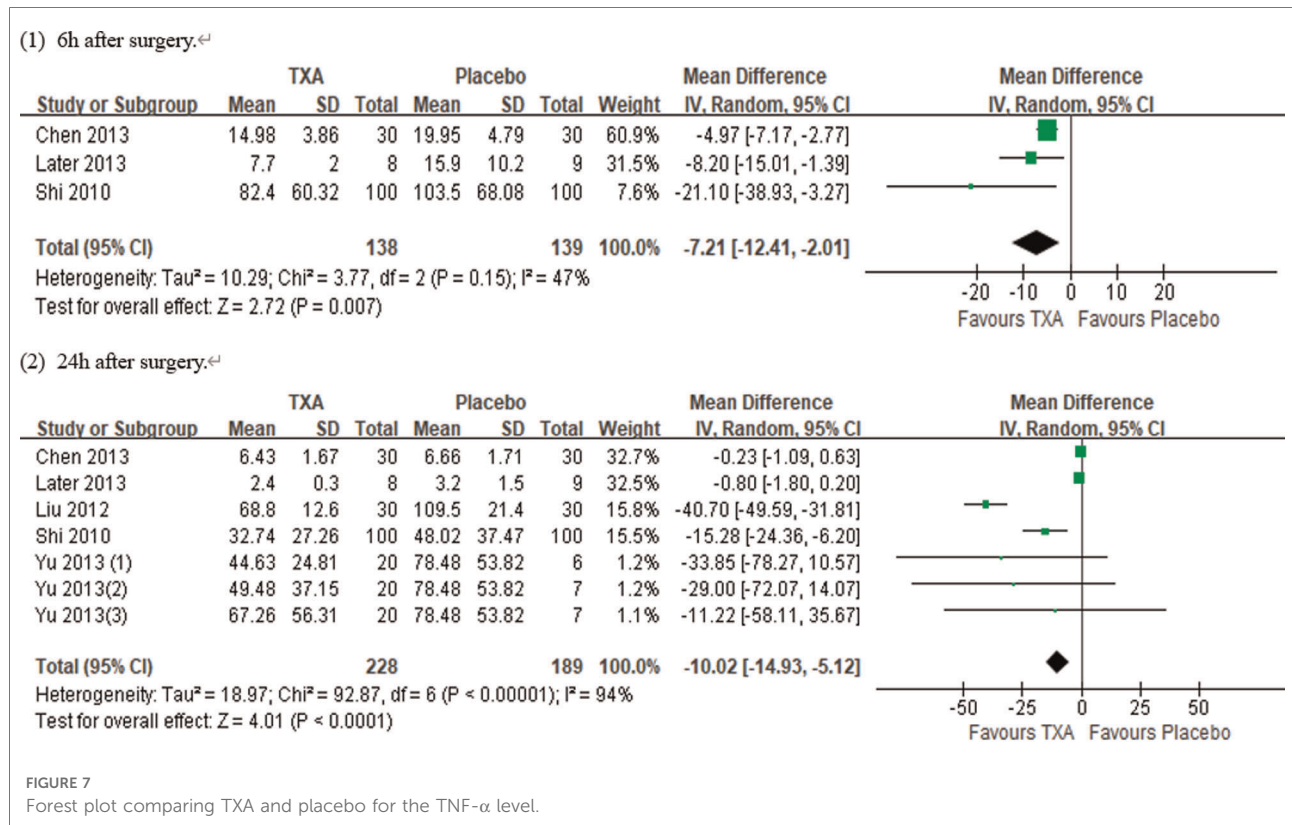 (1) 6h after surgery.↵
TXA Placebo Mean Difference Mean Difference
Study or Subgroup Mean SD Total Mean SD Total Weight IV, Random, 95% CI IV, Random, 95% CI
Chen 2013 14.98 3.86 30 19.95 4.79 30 60.9% -4.97 [-7.17, -2.77]
Later 2013 7.7 2 8 15.9 10.2 9 31.5% -8.20 [-15.01, -1.39]
Shi 2010 82.4 60.32 100 103.5 68.08 100 7.6% -21.10 [-38.93, -3.27]
Total (95% CI) 138 139 100.0% -7.21 [-12.41, -2.01]
Heterogeneity: Tau² = 10.29; Chi² = 3.77, df = 2 (P = 0.15); I² = 47%
Test for overall effect: Z = 2.72 (P = 0.007)
-20 -10 0 10 20
Favours TXA Favours Placebo
(2) 24h after surgery.↵
TXA Placebo Mean Difference Mean Difference
Study or Subgroup Mean SD Total Mean SD Total Weight IV, Random, 95% CI IV, Random, 95% CI
Chen 2013 6.43 1.67 30 6.66 1.71 30 32.7% -0.23 [-1.09, 0.63]
Later 2013 2.4 0.3 8 3.2 1.5 9 32.5% -0.80 [-1.80, 0.20]
Liu 2012 68.8 12.6 30 109.5 21.4 30 15.8% -40.70 [-49.59, -31.81]
Shi 2010 32.74 27.26 100 48.02 37.47 100 15.5% -15.28 [-24.36, -6.20]
Yu 2013 (1) 44.63 24.81 20 78.48 53.82 6 1.2% -33.85 [-78.27, 10.57]
Yu 2013(2) 49.48 37.15 20 78.48 53.82 7 1.2% -29.00 [-72.07, 14.07]
Yu 2013(3) 67.26 56.31 20 78.48 53.82 7 1.1% -11.22 [-58.11, 35.67]
Total (95% CI) 228 189 100.0% -10.02 [-14.93, -5.12]
Heterogeneity: Tau² = 18.97; Chi² = 92.87, df = 6 (P < 0.00001); I² = 94%
Test for overall effect: Z = 4.01 (P < 0.0001)
-50 -25 0 25 50
Favours TXA Favours Placebo
FIGURE 7
Forest plot comparing TXA and placebo for the TNF-α level.